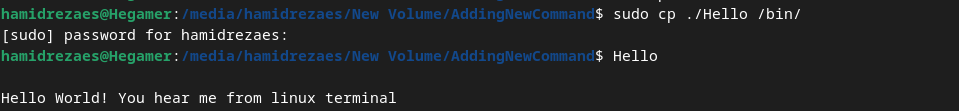 hamidrezaes@Hegamer:/media/hamidrezaes/New Volume/AddingNewCommand$ sudo cp ./Hello /bin/
[sudo] password for hamidrezaes:
hamidrezaes@Hegamer:/media/hamidrezaes/New Volume/AddingNewCommand$ Hello
Hello World! You hear me from linux terminal